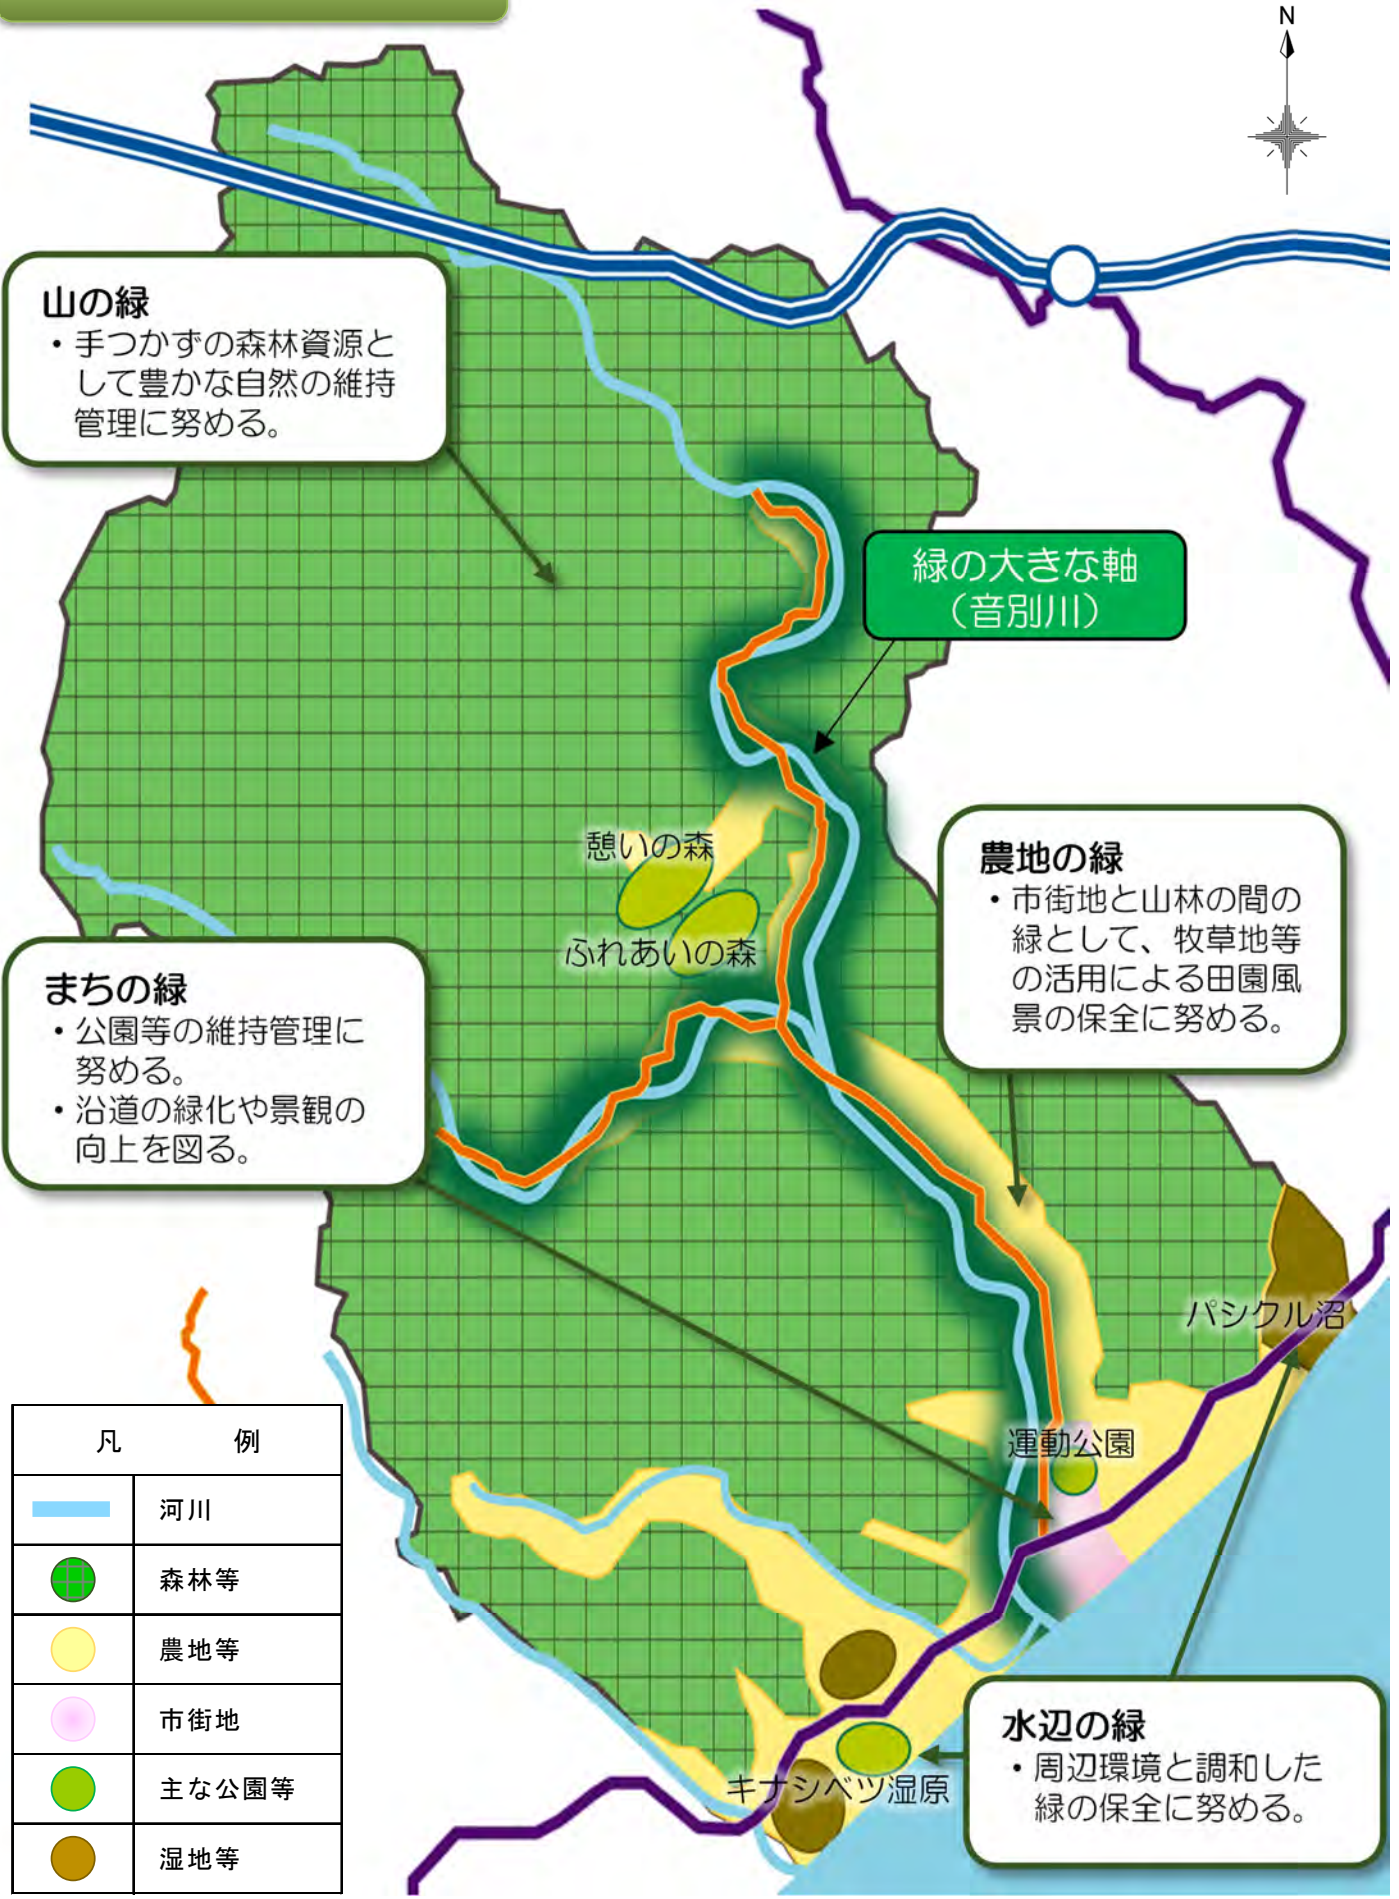 N
山の緑
・手つかずの森林資源と
して豊かな自然の維持
管理に努める。
緑の大きな軸
（音別川）
憩いの森
ふれあいの森
農地の緑
・市街地と山林の間の
緑として、牧草地等
の活用による田園風
景の保全に努める。
まちの緑
・公園等の維持管理に
努める。
・沿道の緑化や景観の
向上を図る。
パシクル沼
運動公園
凡　例
河川
森林等
農地等
市街地
主な公園等
湿地等
キナシベツ湿原
水辺の緑
・周辺環境と調和した
緑の保全に努める。